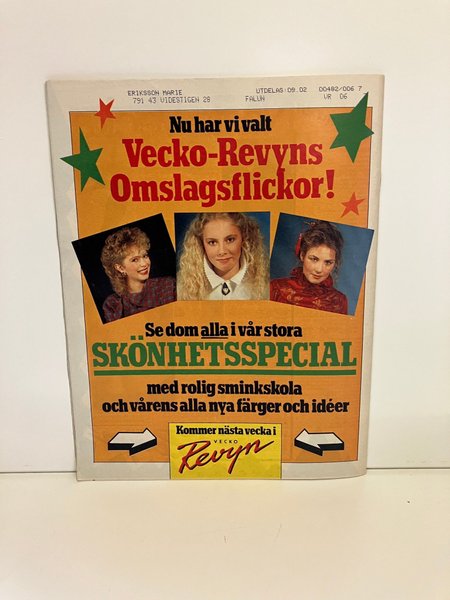 ERIKSSON MARIE UTDELAS:09.02 D0482/006 7
791 43 VIDESTIGEN 28 FALUN VR 06
Nu har vi valt
Vecko-Revyns
Omslagsflickor!
Se dom alla i vår stora
SKÖNHETSSPECIAL
med rolig sminkskola
och vårens alla nya färger och idéer
Kommer nästa vecka i
VECKO
Revyn